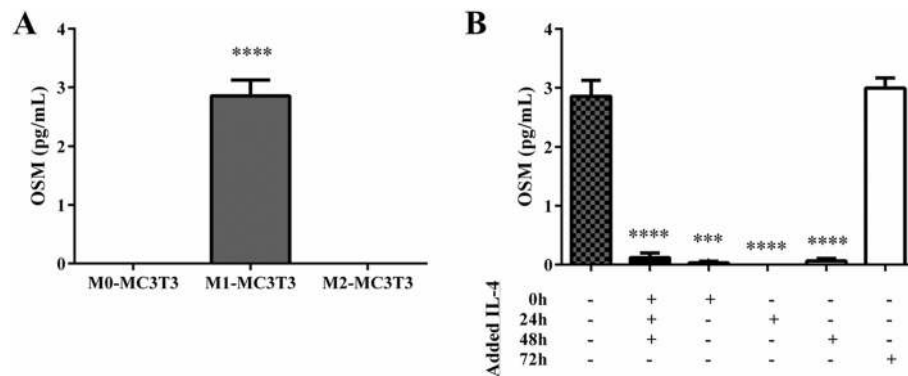 A
****
OSM (pg/mL)
4
3
2
1
0
M0-MC3T3 M1-MC3T3 M2-MC3T3
B
OSM (pg/mL)
4
3
2
1
0
**** *** **** ****
Added IL-4
0h - + + - - -
24h - + - + - -
48h - + - - + -
72h - - - - - +